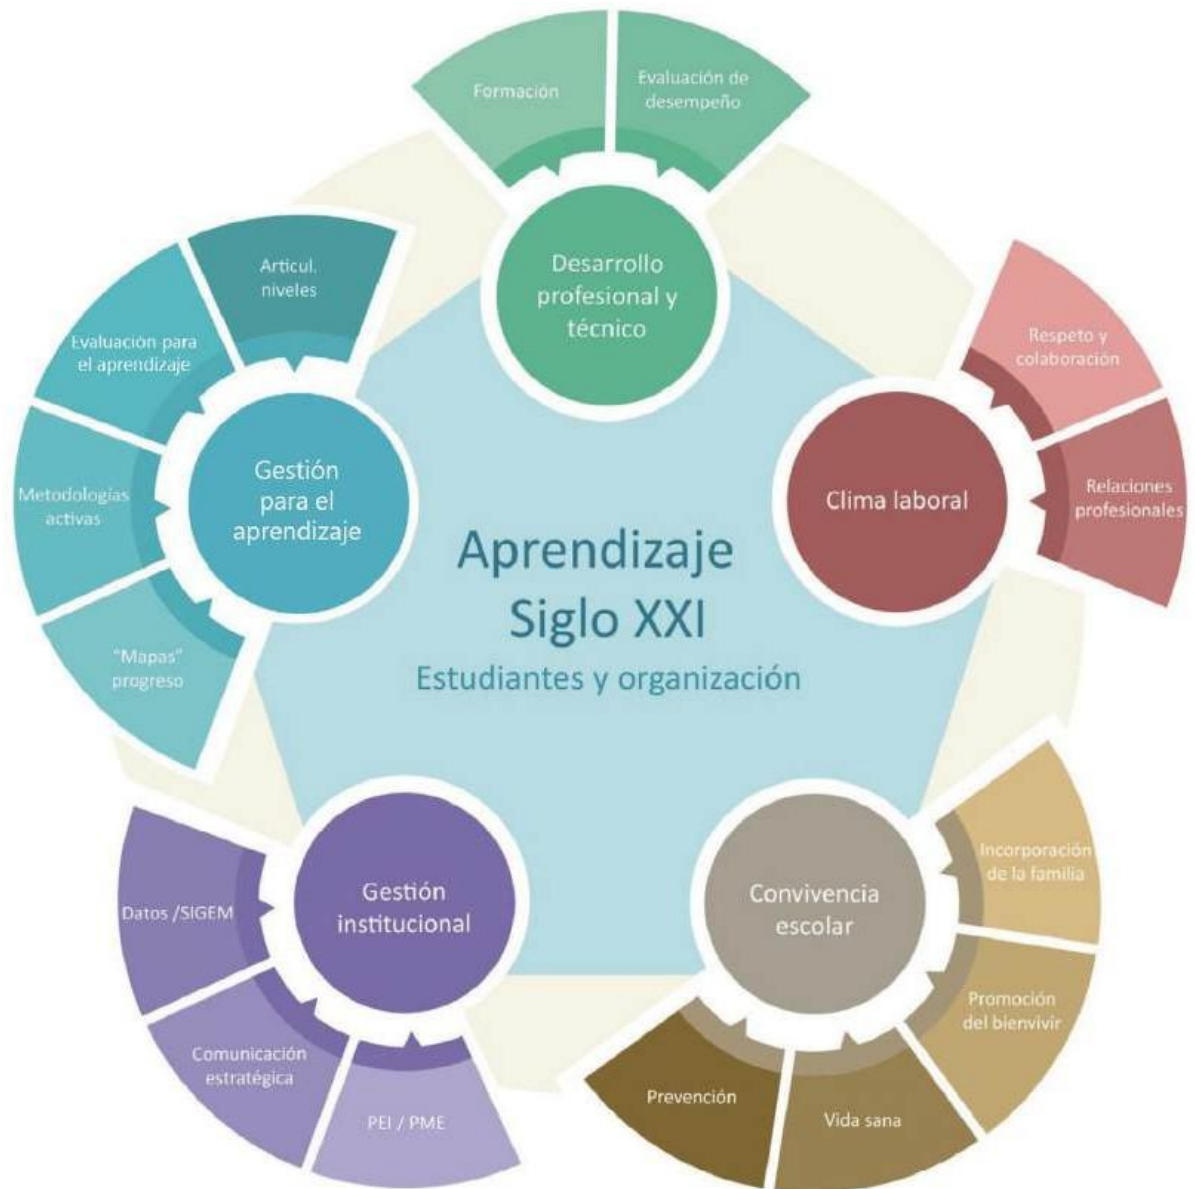 Formación
Evaluación de
desempeño
Desarrollo
profesional y
técnico
Articul.
niveles
Evaluación para
el aprendizaje
Metodologías
activas
"Mapas"
progreso
Gestión
para el
aprendizaje
Respeto y
colaboración
Relaciones
profesionales
Clima laboral
Aprendizaje
Siglo XXI
Estudiantes y organización
Datos /SIGEM
Comunicación
estratégica
PEI / PME
Gestión
institucional
Convivencia
escolar
Incorporación
de la familia
Promoción
del bienvivir
Vida sana
Prevención